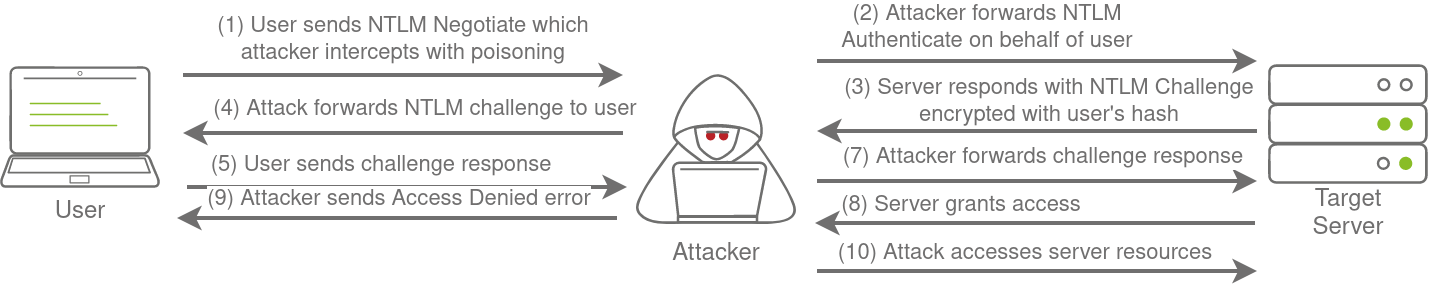 (1) User sends NTLM Negotiate which
attacker intercepts with poisoning
(2) Attacker forwards NTLM
Authenticate on behalf of user
(3) Server responds with NTLM Challenge
encrypted with user's hash
(4) Attack forwards NTLM challenge to user
(5) User sends challenge response
(7) Attacker forwards challenge response
(9) Attacker sends Access Denied error
(8) Server grants access
(10) Attack accesses server resources
User
Attacker
Target
Server